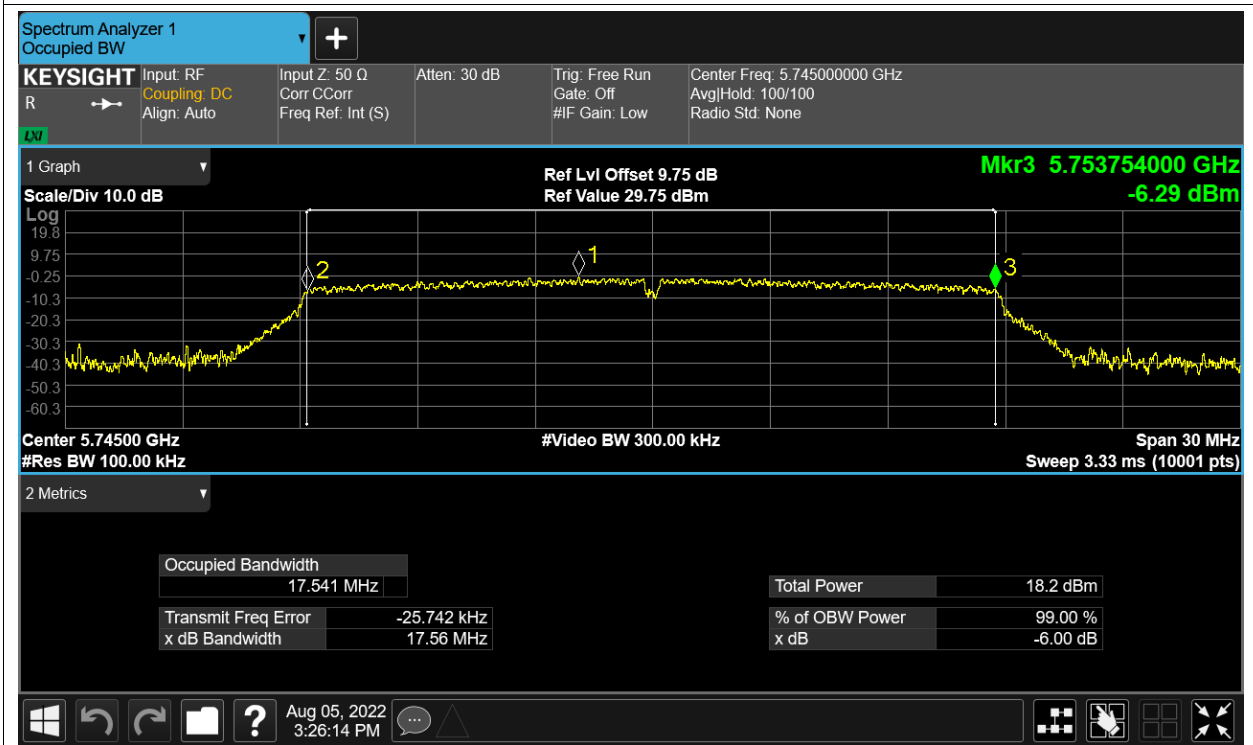 Spectrum Analyzer 1
Occupied BW
+
KEYSIGHT
R
LXI
Input: RF
Coupling: DC
Align: Auto
Input Z: 50 Ω
Corr CCorr
Freq Ref: Int (S)
Atten: 30 dB
Trig: Free Run
Gate: Off
#IF Gain: Low
Center Freq: 5.745000000 GHz
Avg|Hold: 100/100
Radio Std: None
1 Graph
Scale/Div 10.0 dB
Ref Lvl Offset 9.75 dB
Ref Value 29.75 dBm
Mkr3 5.753754000 GHz
-6.29 dBm
Log
19.8
9.75
-0.25
-10.3
-20.3
-30.3
-40.3
-50.3
-60.3
1
2
3
Center 5.74500 GHz
#Video BW 300.00 kHz
Span 30 MHz
#Res BW 100.00 kHz
Sweep 3.33 ms (10001 pts)
2 Metrics
Occupied Bandwidth
17.541 MHz
Total Power 18.2 dBm
Transmit Freq Error -25.742 kHz
% of OBW Power 99.00 %
x dB Bandwidth 17.56 MHz
x dB -6.00 dB
?
Aug 05, 2022
3:26:14 PM